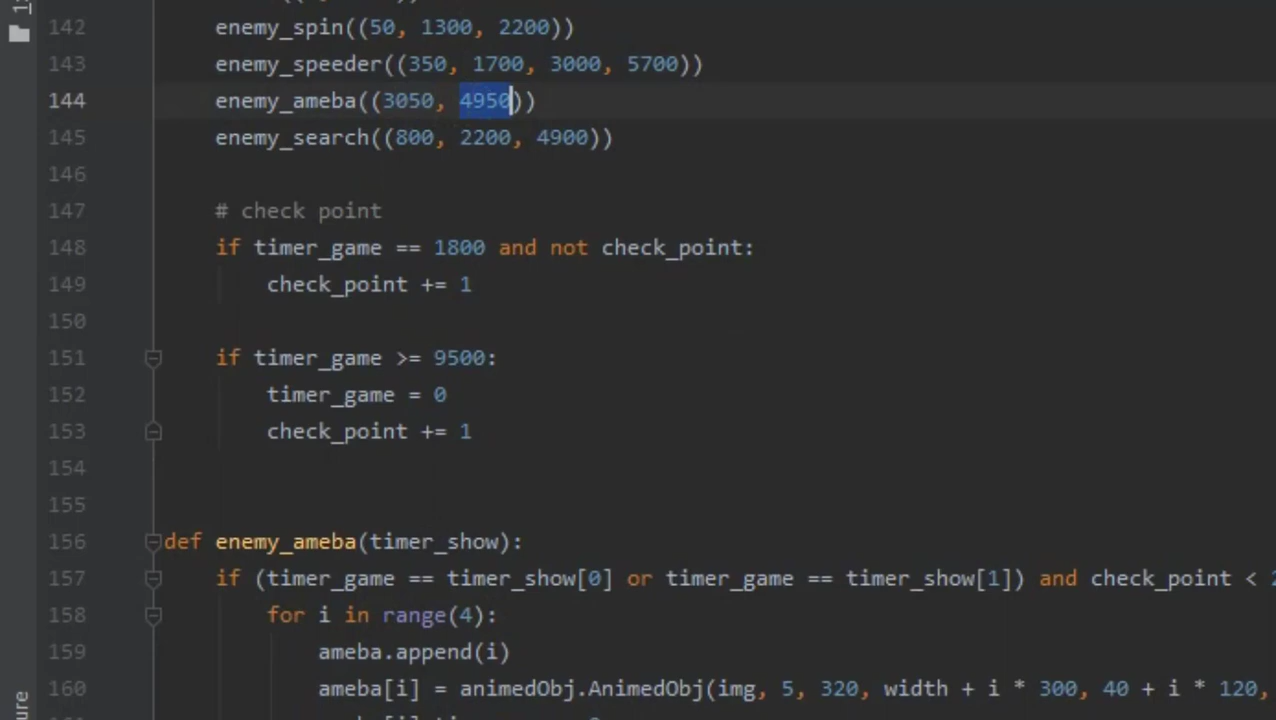 142 enemy_spin((50, 1300, 2200))
143 enemy_speeder((350, 1700, 3000, 5700))
144 enemy_ameba((3050, 4950))
145 enemy_search((800, 2200, 4900))
146
147 # check point
148 if timer_game == 1800 and not check_point:
149 check_point += 1
150
151 if timer_game >= 9500:
152 timer_game = 0
153 check_point += 1
154
155
156 def enemy_ameba(timer_show):
157 if (timer_game == timer_show[0] or timer_game == timer_show[1]) and check_point <
158 for i in range(4):
159 ameba.append(i)
160 ameba[i] = animedObj.AnimedObj(img, 5, 320, width + i * 300, 40 + i * 120,
ure